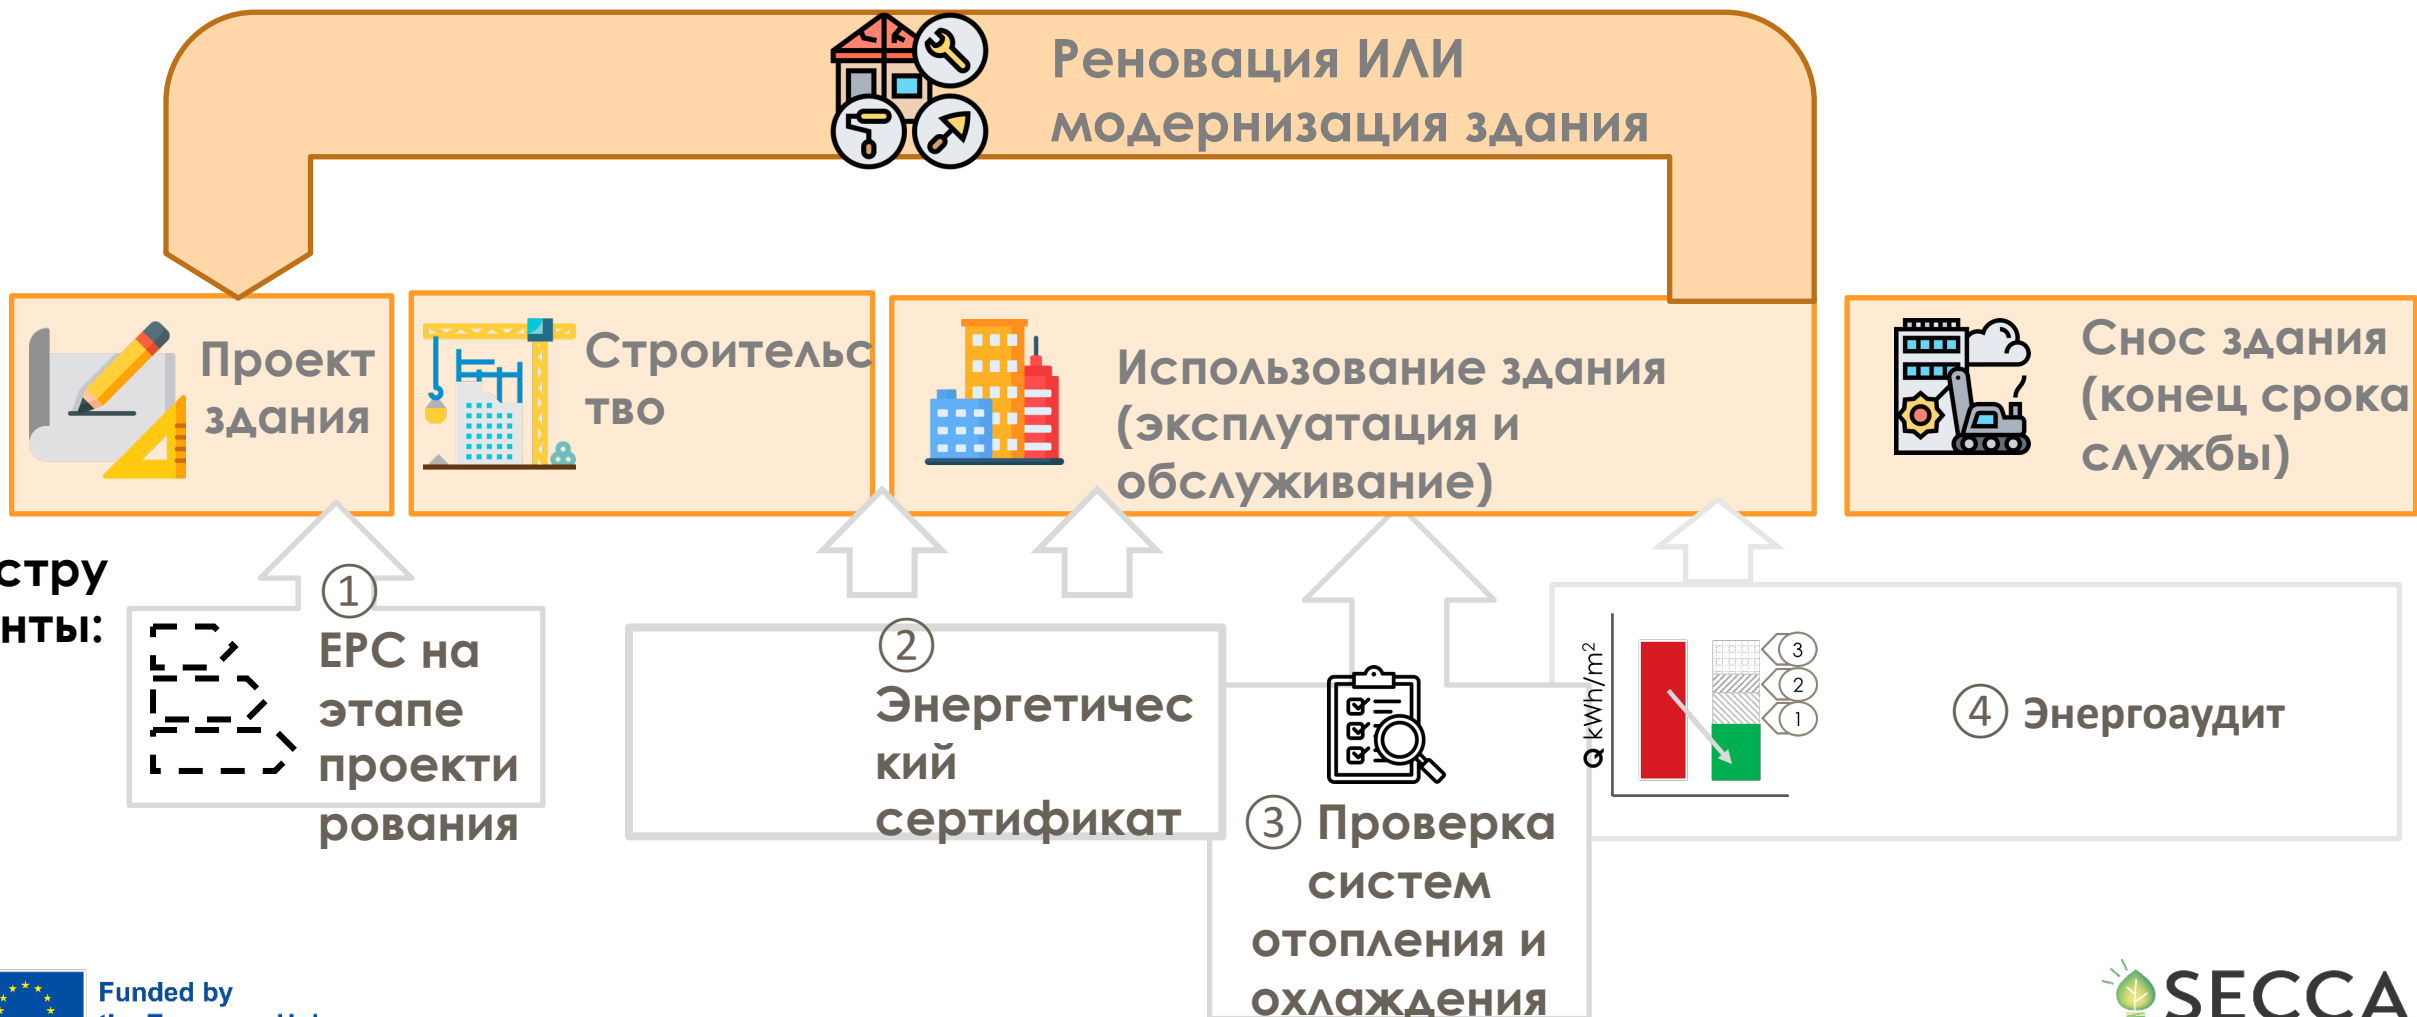 Реновация ИЛИ
модернизация здания
Проект
здания
Строительс
тво
Использование здания
(эксплуатация и
обслуживание)
Снос здания
(конец срока
службы)
стру
нты:
1
EPC на
этапе
проекти
рования
2
Энергетичес
кий
сертификат
3 Проверка
систем
отопления и
охлаждения
Q kWh/m²
3
2
1
4 Энергоаудит
Funded by
SECCA